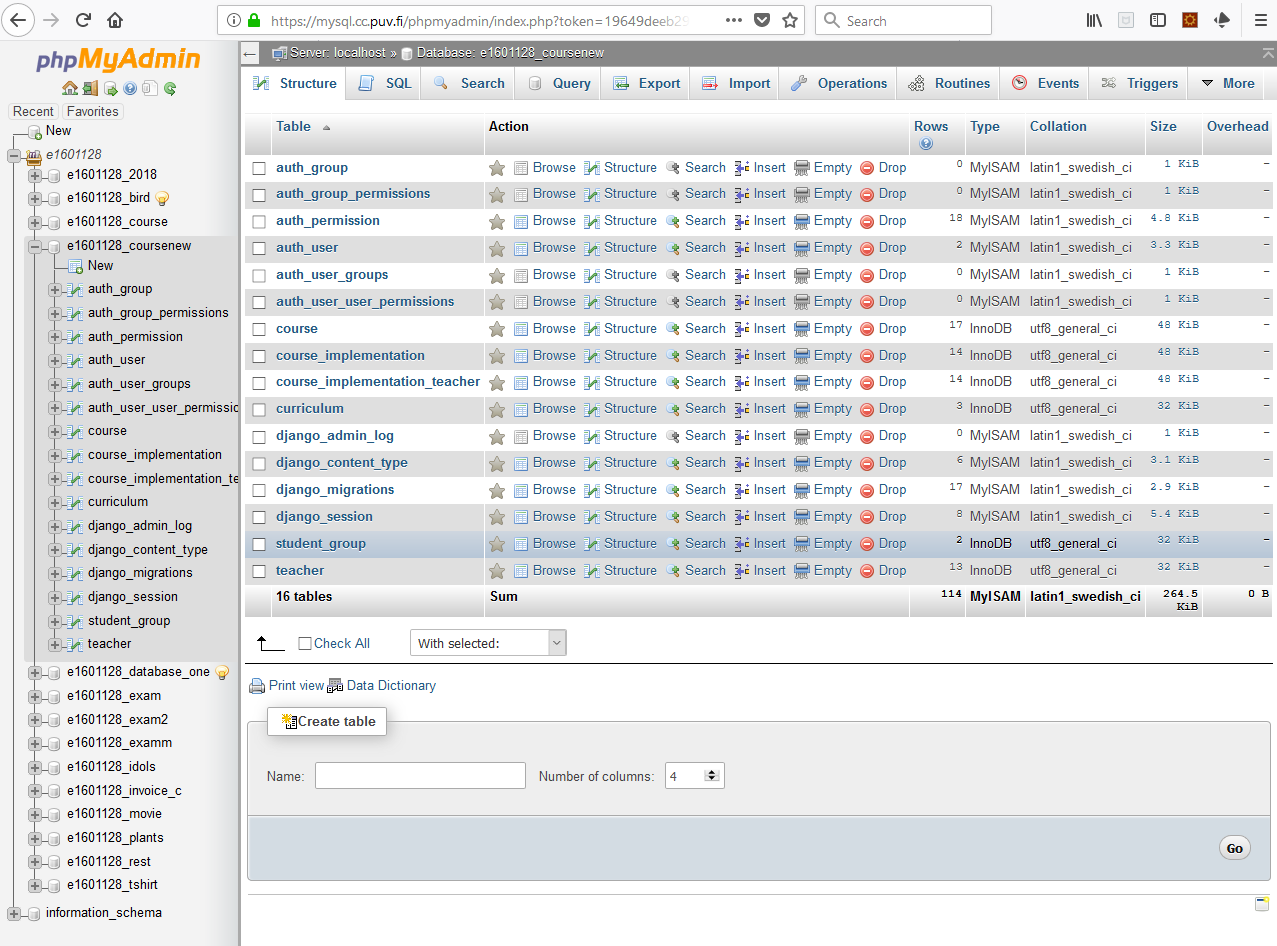 https://mysql.cc.puv.fi/phpmyadmin/index.php?token=19649deeb29
Search
phpMyAdmin
Recent Favorites
New
e1601128
e1601128_2018
e1601128_bird
e1601128_course
e1601128_coursenew
New
auth_group
auth_group_permissions
auth_permission
auth_user
auth_user_groups
auth_user_user_permissio
course
course_implementation
course_implementation_te
curriculum
django_admin_log
django_content_type
django_migrations
django_session
student_group
teacher
e1601128_database_one
e1601128_exam
e1601128_exam2
e1601128_examm
e1601128_idols
e1601128_invoice_c
e1601128_movie
e1601128_plants
e1601128_rest
e1601128_tshirt
information_schema
Server: localhost » Database: e1601128_coursenew
Structure SQL Search Query Export Import Operations Routines Events Triggers More
Table Action Rows Type Collation Size Overhead
auth_group Browse Structure Search Insert Empty Drop 0 MyISAM latin1_swedish_ci 1 KiB -
auth_group_permissions Browse Structure Search Insert Empty Drop 0 MyISAM latin1_swedish_ci 1 KiB -
auth_permission Browse Structure Search Insert Empty Drop 18 MyISAM latin1_swedish_ci 4.8 KiB -
auth_user Browse Structure Search Insert Empty Drop 2 MyISAM latin1_swedish_ci 3.3 KiB -
auth_user_groups Browse Structure Search Insert Empty Drop 0 MyISAM latin1_swedish_ci 1 KiB -
auth_user_user_permissions Browse Structure Search Insert Empty Drop 0 MyISAM latin1_swedish_ci 1 KiB -
course Browse Structure Search Insert Empty Drop 17 InnoDB utf8_general_ci 48 KiB -
course_implementation Browse Structure Search Insert Empty Drop 14 InnoDB utf8_general_ci 48 KiB -
course_implementation_teacher Browse Structure Search Insert Empty Drop 14 InnoDB utf8_general_ci 48 KiB -
curriculum Browse Structure Search Insert Empty Drop 3 InnoDB utf8_general_ci 32 KiB -
django_admin_log Browse Structure Search Insert Empty Drop 0 MyISAM latin1_swedish_ci 1 KiB -
django_content_type Browse Structure Search Insert Empty Drop 6 MyISAM latin1_swedish_ci 3.1 KiB -
django_migrations Browse Structure Search Insert Empty Drop 17 MyISAM latin1_swedish_ci 2.9 KiB -
django_session Browse Structure Search Insert Empty Drop 8 MyISAM latin1_swedish_ci 5.4 KiB -
student_group Browse Structure Search Insert Empty Drop 2 InnoDB utf8_general_ci 32 KiB -
teacher Browse Structure Search Insert Empty Drop 13 InnoDB utf8_general_ci 32 KiB -
16 tables Sum 114 MyISAM latin1_swedish_ci 264.5 KiB 0 B
Check All With selected:
Print view Data Dictionary
Create table
Name: Number of columns: 4
Go